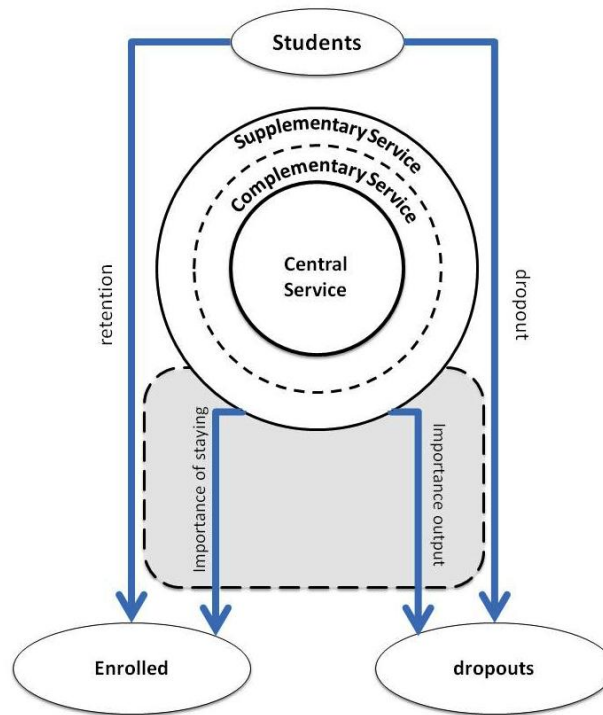 Students
Supplementary Service
Complementary Service
Central
Service
retention
dropout
Importance of staying
Importance output
Enrolled
dropouts